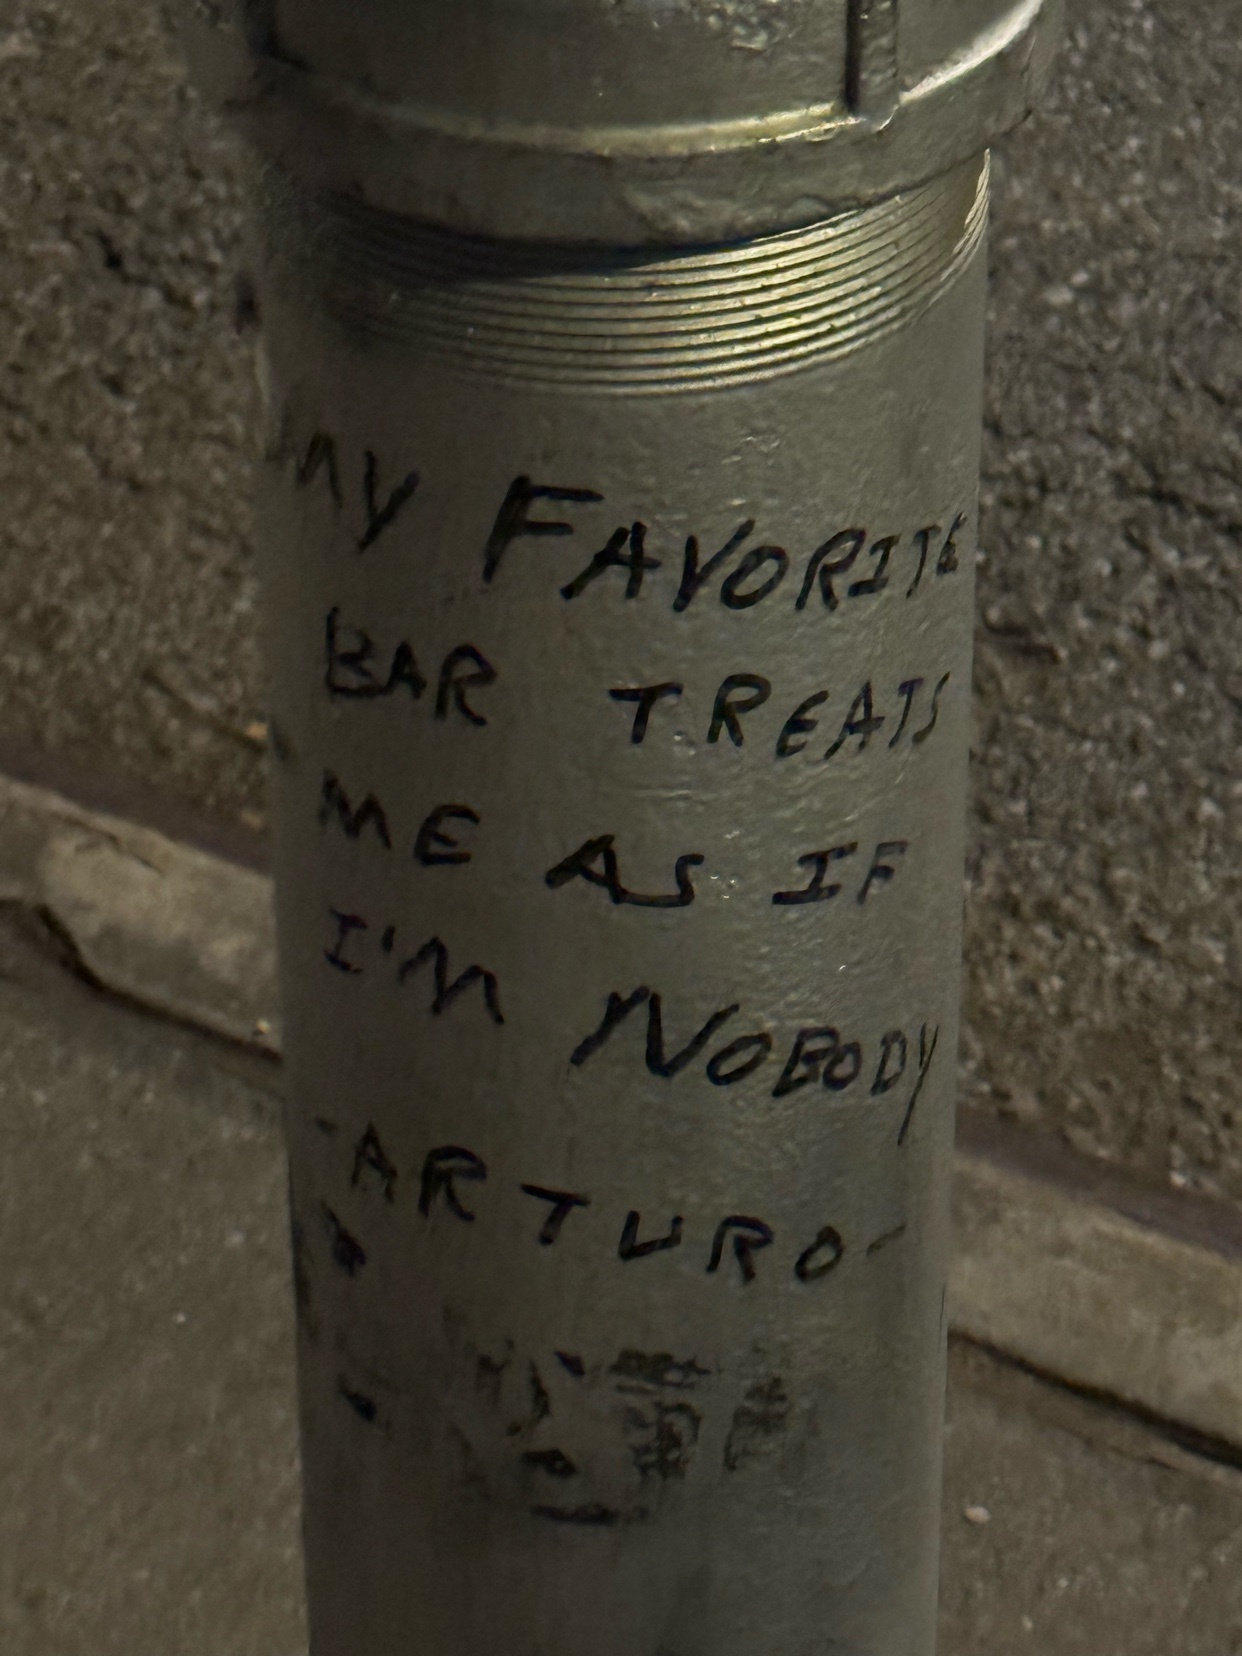 MY FAVORITE
BAR TREATS
ME AS IF
I'M NOBODY
-ARTURO-